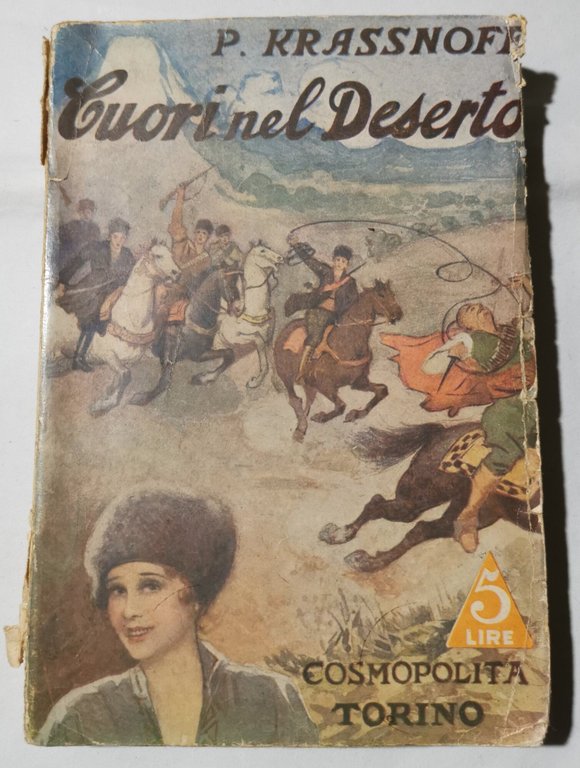 P. KRASSNOFF
Cuori nel Deserto
5
LIRE
COSMOPOLITA
TORINO